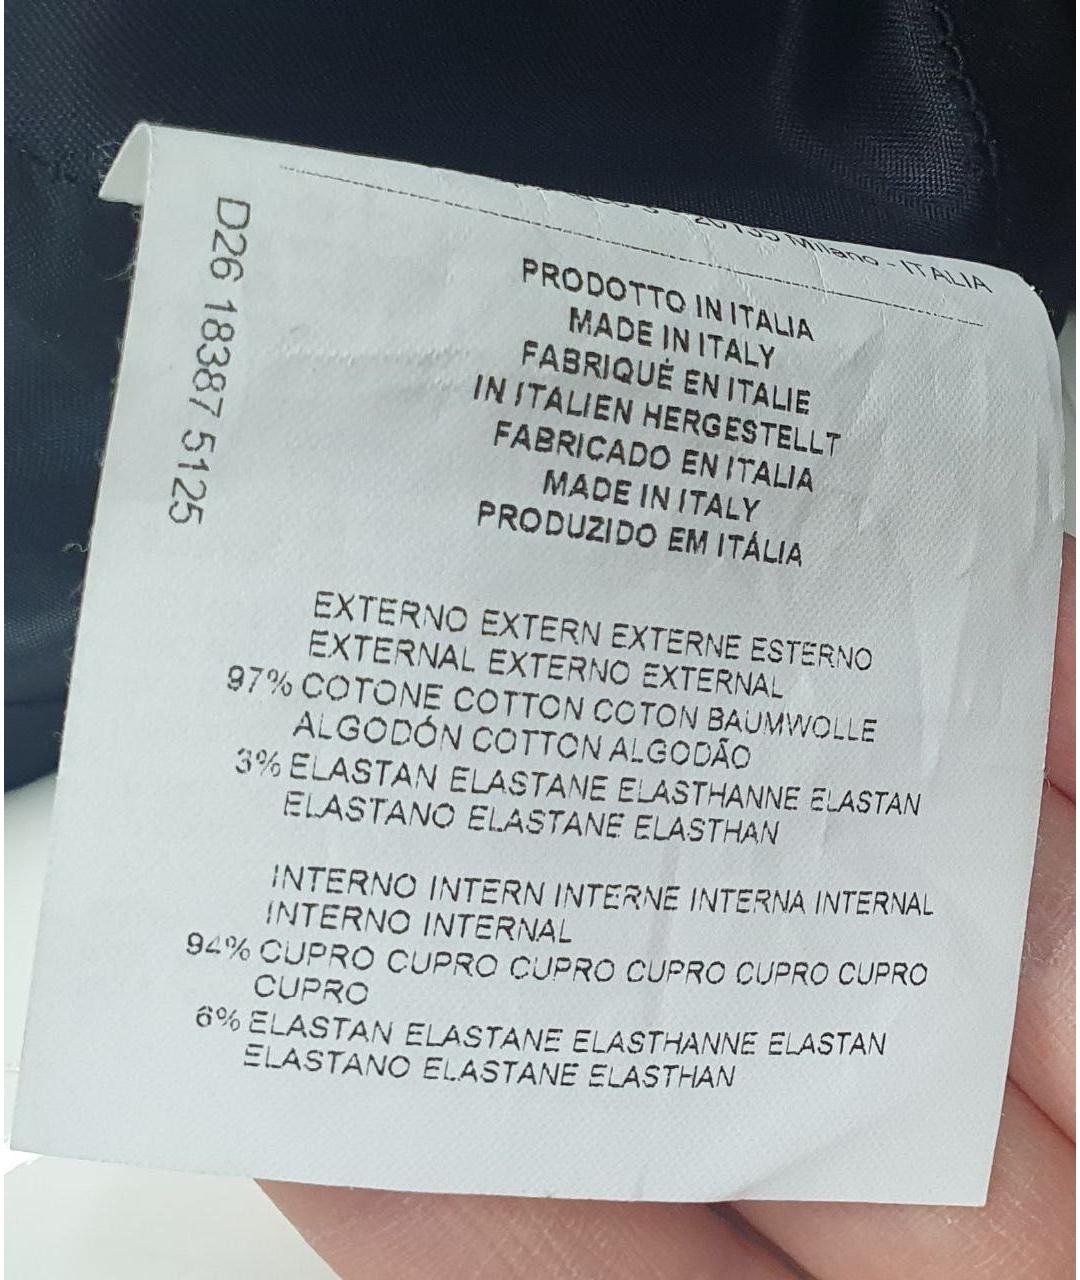 20135 Milano - ITALIA
PRODOTTO IN ITALIA
MADE IN ITALY
FABRIQUÉ EN ITALIE
IN ITALIEN HERGESTELLT
FABRICADO EN ITALIA
MADE IN ITALY
PRODUZIDO EM ITÁLIA
D26 18387 5125
EXTERNO EXTERN EXTERNE ESTERNO
EXTERNAL EXTERNO EXTERNAL
97% COTONE COTTON COTON BAUMWOLLE
ALGODÓN COTTON ALGODÃO
3% ELASTAN ELASTANE ELASTHANNE ELASTAN
ELASTANO ELASTANE ELASTHAN
INTERNO INTERN INTERNE INTERNA INTERNAL
INTERNO INTERNAL
94% CUPRO CUPRO CUPRO CUPRO CUPRO CUPRO
CUPRO
6% ELASTAN ELASTANE ELASTHANNE ELASTAN
ELASTANO ELASTANE ELASTHAN